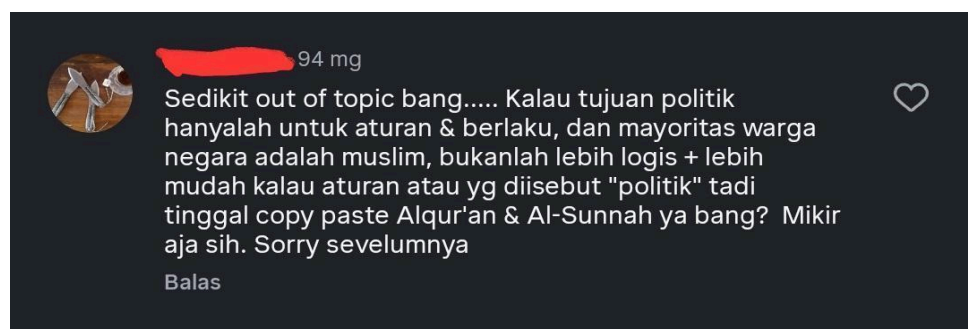 94 mg
Sedikit out of topic bang..... Kalau tujuan politik
hanyalah untuk aturan & berlaku, dan mayoritas warga
negara adalah muslim, bukanlah lebih logis + lebih
mudah kalau aturan atau yg diisebut "politik" tadi
tinggal copy paste Alqur'an & Al-Sunnah ya bang?  Mikir
aja sih. Sorry sevelumnya
Balas